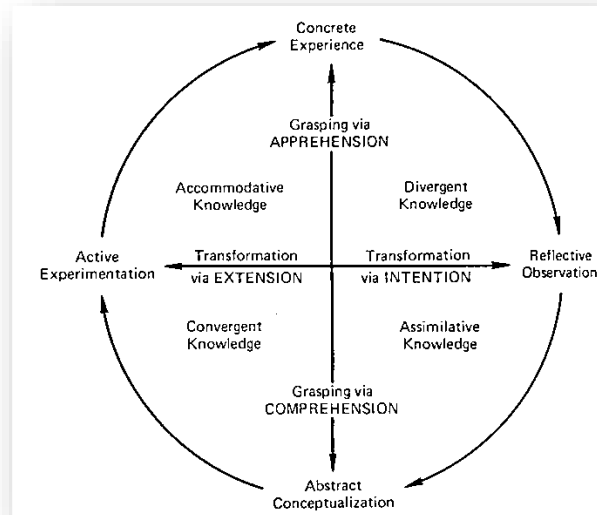 Concrete
Experience
Grasping via
APPREHENSION
Accommodative
Knowledge
Divergent
Knowledge
Active
Experimentation
Transformation
via EXTENSION
Transformation
via INTENTION
Reflective
Observation
Convergent
Knowledge
Assimilative
Knowledge
Grasping via
COMPREHENSION
Abstract
Conceptualization